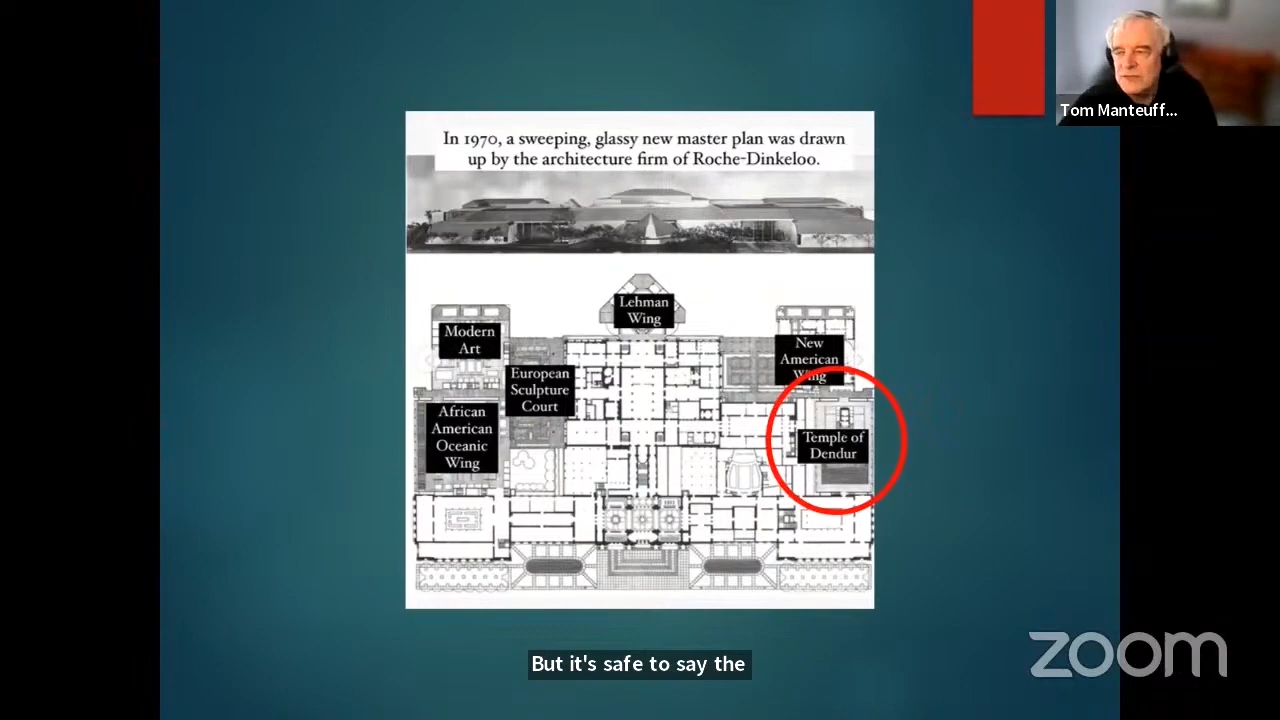 Tom Manteuff...
In 1970, a sweeping, glassy new master plan was drawn
up by the architecture firm of Roche-Dinkeloo.
Lehman
Wing
Modern
Art
New
American
Wing
European
Sculpture
Court
African
American
Oceanic
Wing
Temple of
Dendur
But it's safe to say the
zoom